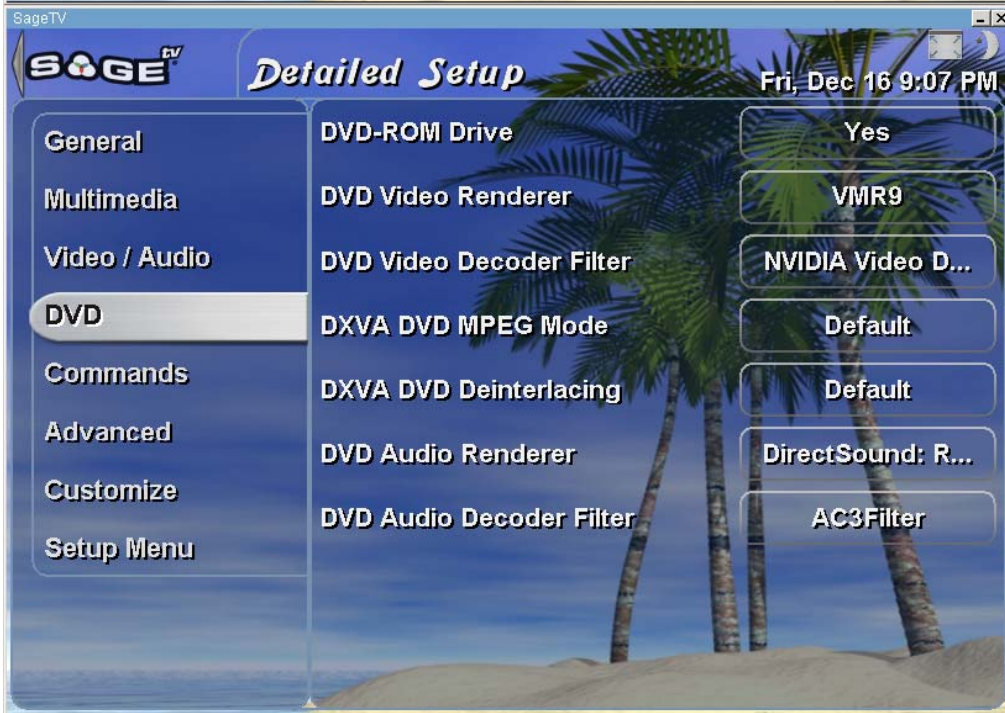 SageTV
SAGE tv
Detailed Setup
Fri, Dec 16 9:07 PM
General
Multimedia
Video / Audio
DVD
Commands
Advanced
Customize
Setup Menu
DVD-ROM Drive Yes
DVD Video Renderer VMR9
DVD Video Decoder Filter NVIDIA Video D...
DXVA DVD MPEG Mode Default
DXVA DVD Deinterlacing Default
DVD Audio Renderer DirectSound: R...
DVD Audio Decoder Filter AC3Filter